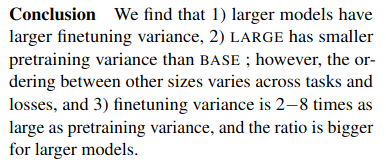 Conclusion We find that 1) larger models have
larger finetuning variance, 2) LARGE has smaller
pretraining variance than BASE ; however, the or-
dering between other sizes varies across tasks and
losses, and 3) finetuning variance is 2−8 times as
large as pretraining variance, and the ratio is bigger
for larger models.